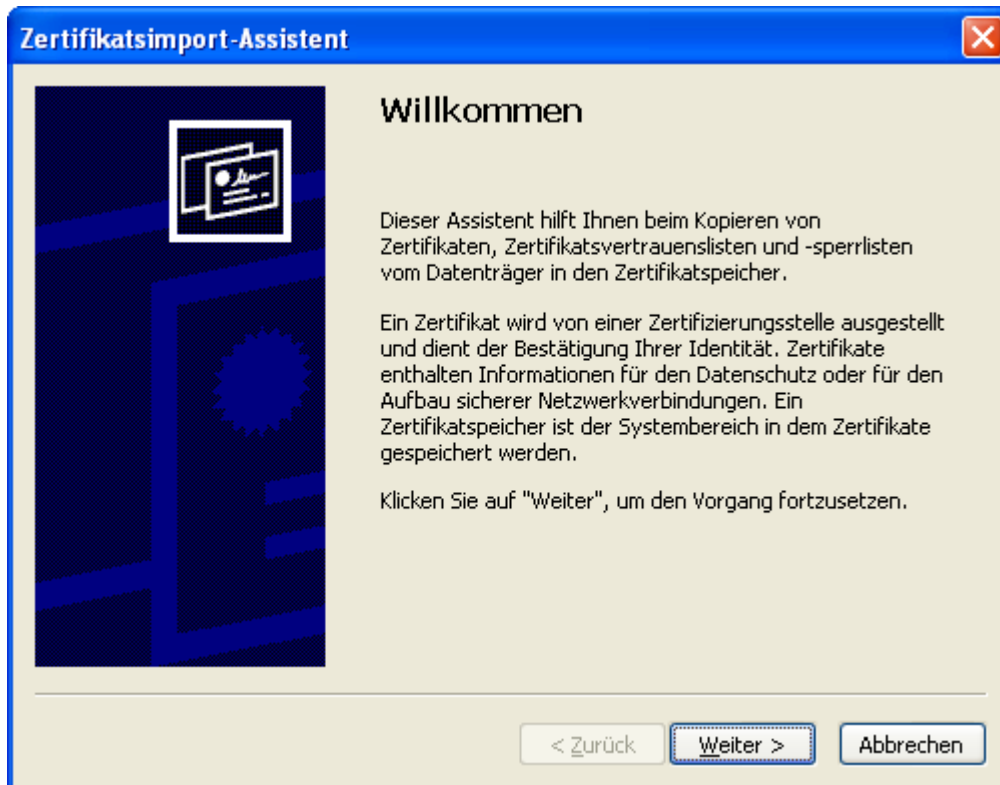 Zertifikatsimport-Assistent
Willkommen
Dieser Assistent hilft Ihnen beim Kopieren von
Zertifikaten, Zertifikatsvertrauenslisten und -sperrlisten
vom Datenträger in den Zertifikatspeicher.
Ein Zertifikat wird von einer Zertifizierungsstelle ausgestellt
und dient der Bestätigung Ihrer Identität. Zertifikate
enthalten Informationen für den Datenschutz oder für den
Aufbau sicherer Netzwerkverbindungen. Ein
Zertifikatspeicher ist der Systembereich in dem Zertifikate
gespeichert werden.
Klicken Sie auf "Weiter", um den Vorgang fortzusetzen.
< Zurück Weiter > Abbrechen